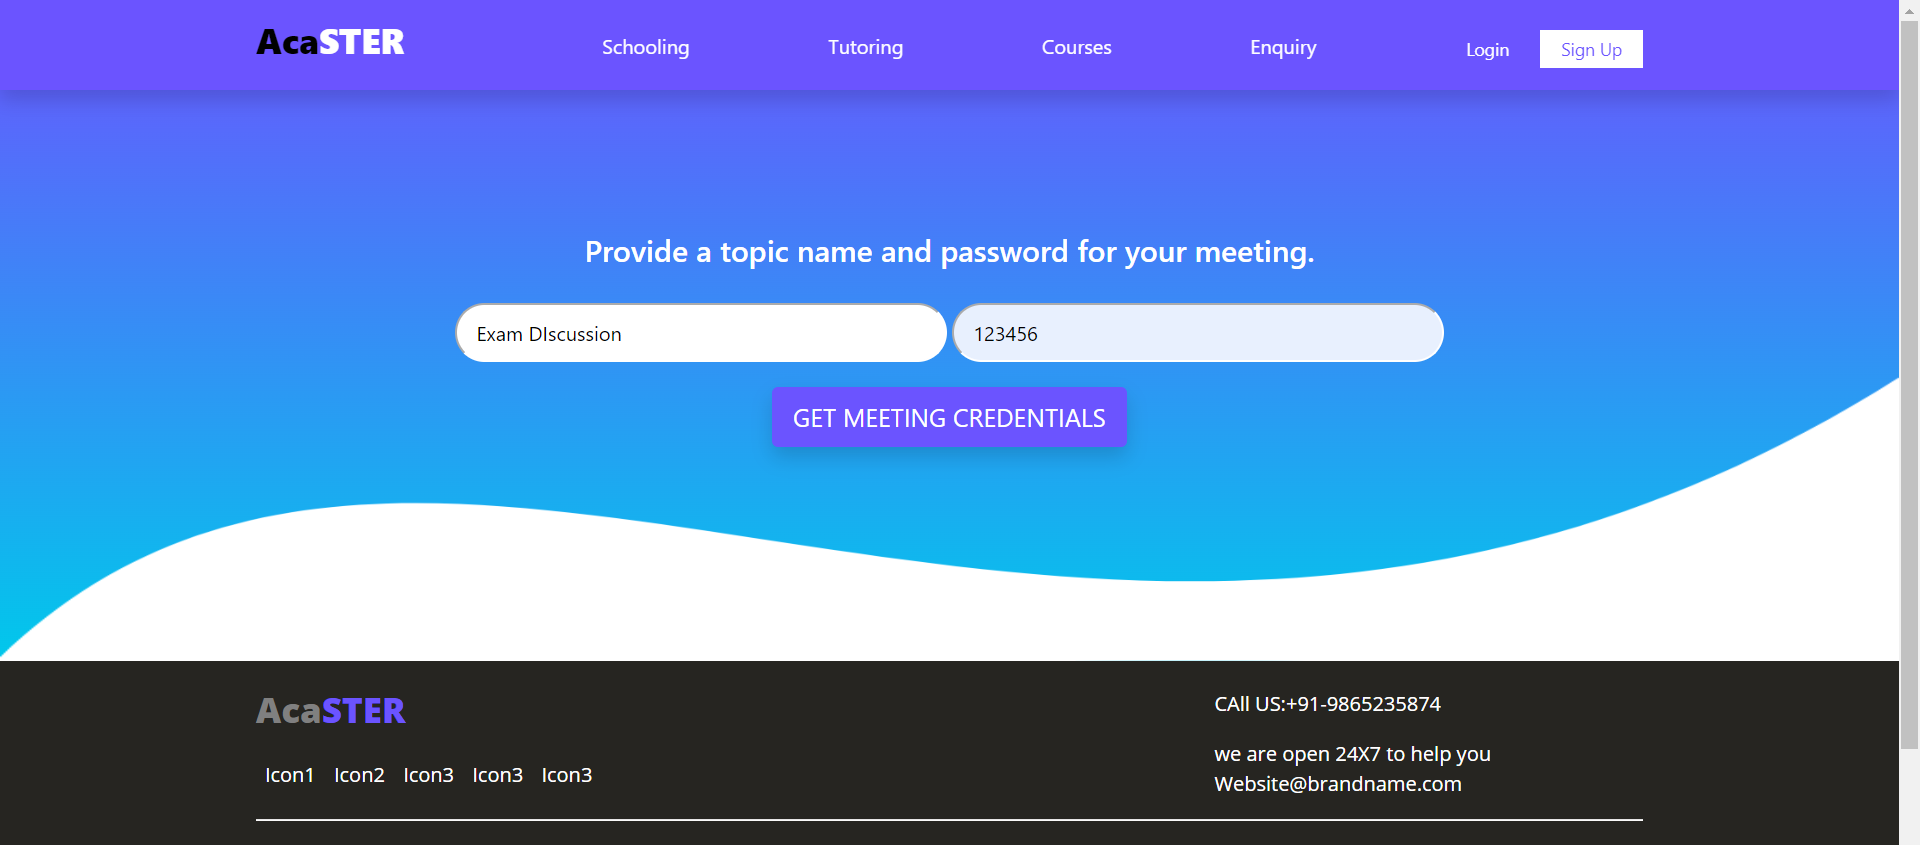 AcaSTER Schooling Tutoring Courses Enquiry Login Sign Up
Provide a topic name and password for your meeting.
Exam DIscussion 123456
GET MEETING CREDENTIALS
AcaSTER
Icon1 Icon2 Icon3 Icon3 Icon3
CAll US:+91-9865235874
we are open 24X7 to help you
Website@brandname.com